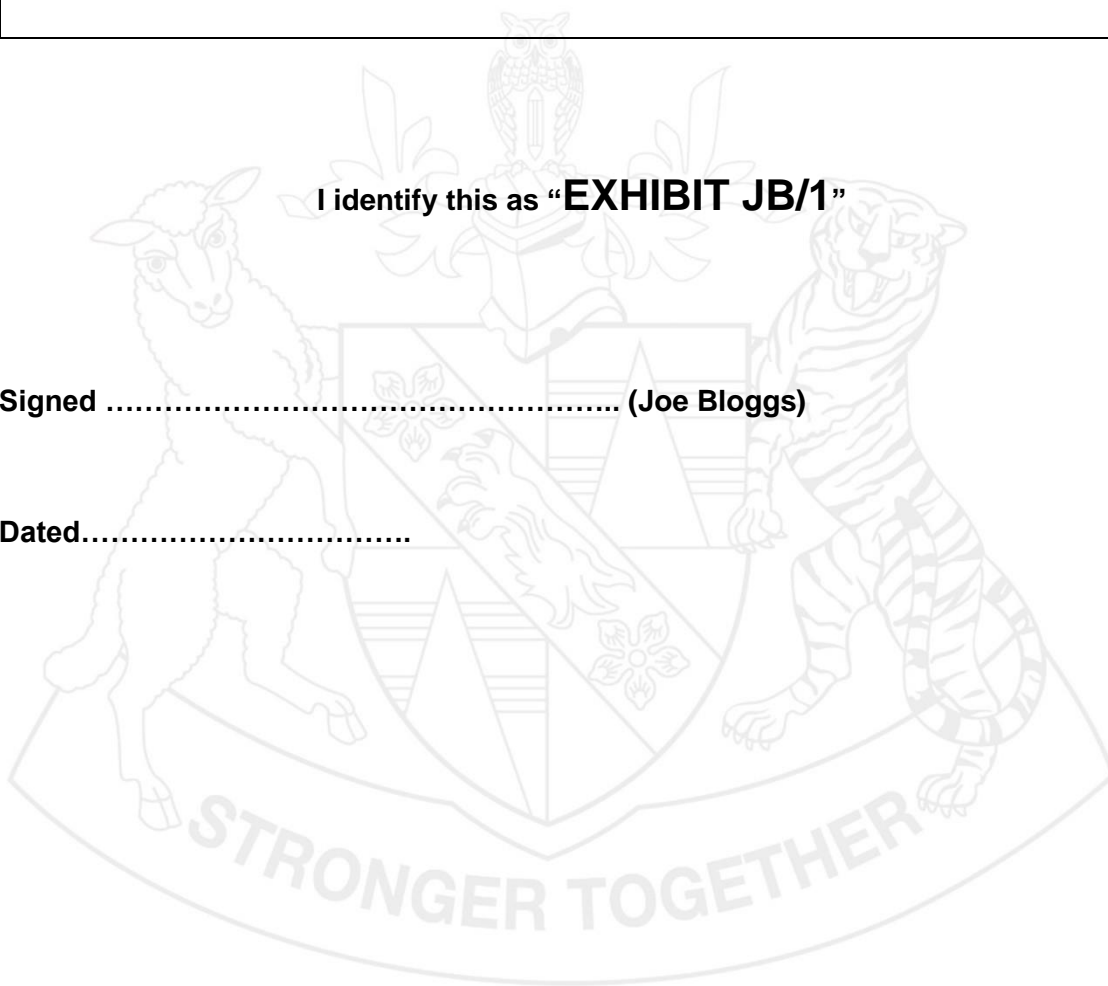 I identify this as “EXHIBIT JB/1”
Signed …………………………………………….. (Joe Bloggs)
Dated…………………………….
STRONGER TOGETHER